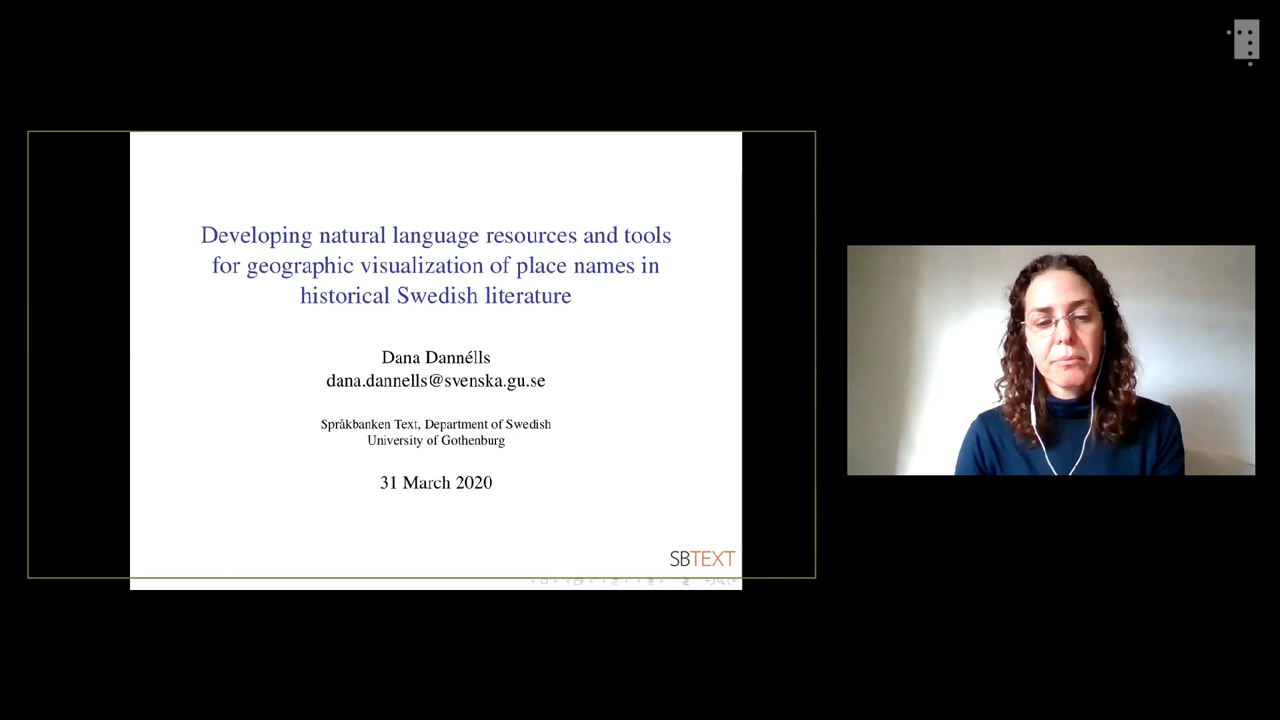 Developing natural language resources and tools
for geographic visualization of place names in
historical Swedish literature
Dana Dannélls
dana.dannells@svenska.gu.se
Språkbanken Text, Department of Swedish
University of Gothenburg
31 March 2020
SBTEXT